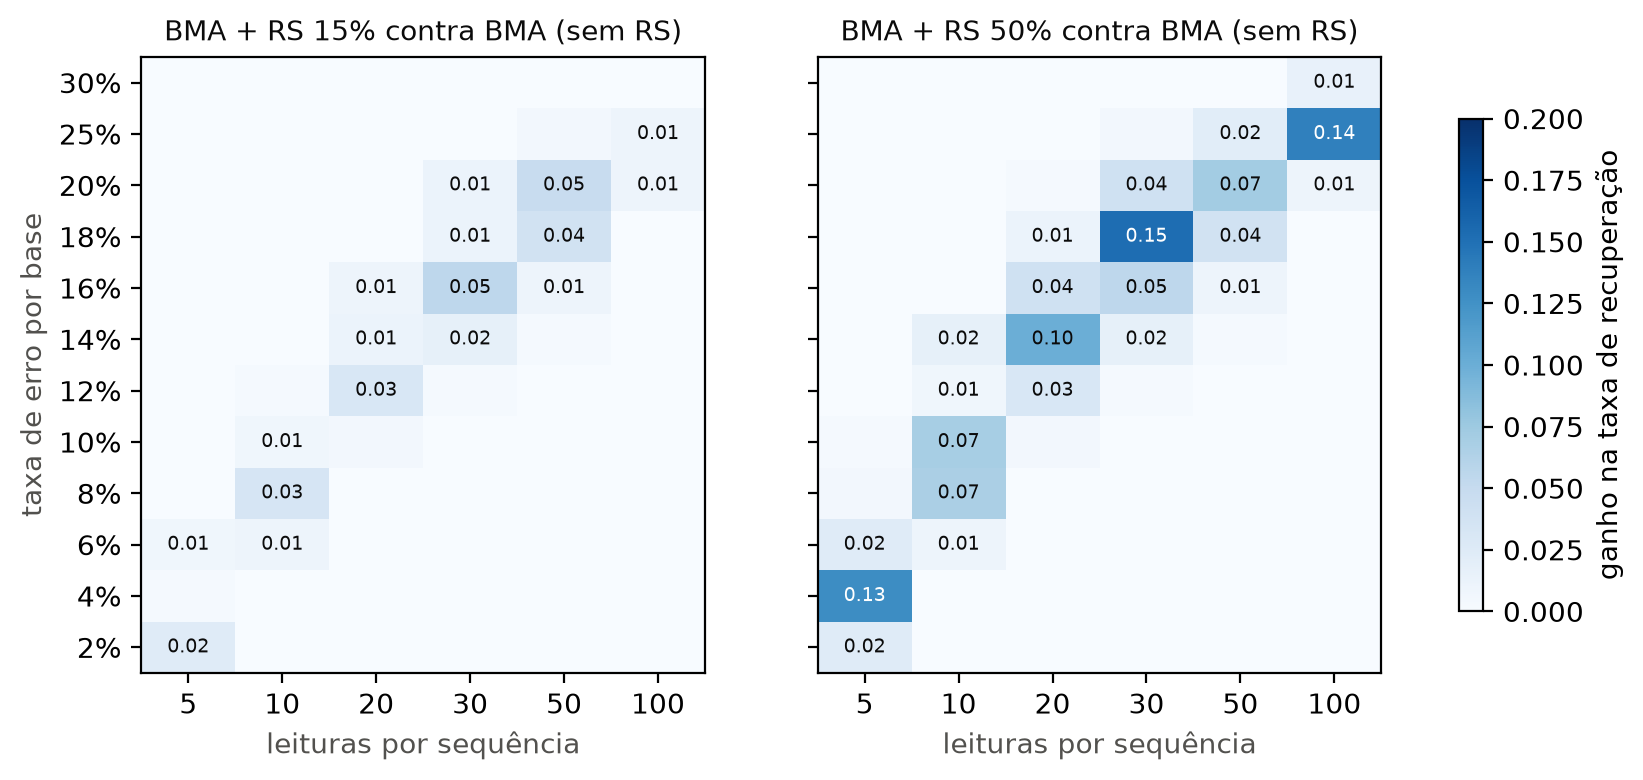 BMA + RS 15% contra BMA (sem RS)
30%
25% 0.01
20% 0.01 0.05 0.01
18% 0.01 0.04
16% 0.01 0.05 0.01
14% 0.01 0.02
12% 0.03
10% 0.01
8% 0.03
6% 0.01 0.01
4%
2% 0.02
5 10 20 30 50 100
leituras por sequência
taxa de erro por base
BMA + RS 50% contra BMA (sem RS)
0.01
0.02 0.14
0.04 0.07 0.01
0.01 0.15 0.04
0.04 0.05 0.01
0.02 0.10 0.02
0.01 0.03
0.07
0.07
0.02 0.01
0.13
0.02
5 10 20 30 50 100
leituras por sequência
0.200
0.175
0.150
0.125
0.100
0.075
0.050
0.025
0.000
ganho na taxa de recuperação